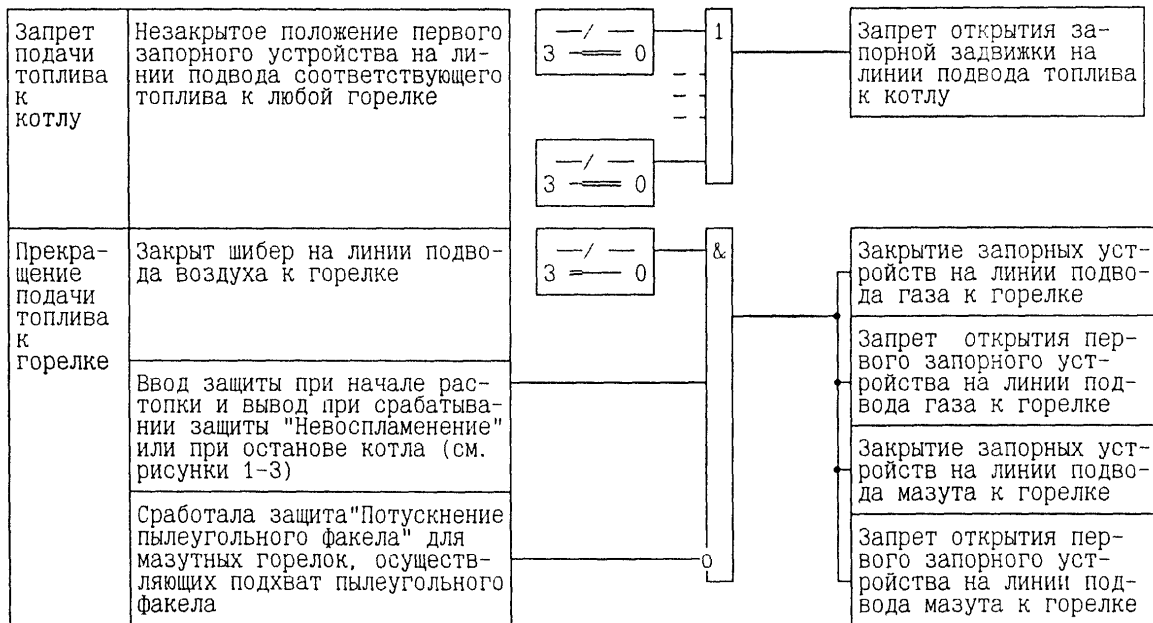 Запрет
подачи
топлива
к
котлу
Незакрытое положение первого
запорного устройства на ли-
нии подвода соответствующего
топлива к любой горелке
—/ —
З 0
—/ —
З 0
1
Запрет открытия за-
порной задвижки на
линии подвода топлива
к котлу
Прекра-
щение
подачи
топлива
к
горелке
Закрыт шибер на линии подво-
да воздуха к горелке
—/ —
З 0
&
Ввод защиты при начале рас-
топки и вывод при срабатыва-
нии защиты "Невоспламенение"
или при останове котла (см.
рисунки 1-3)
Сработала защита"Потускнение
пылеугольного факела" для
мазутных горелок, осуществ-
ляющих подхват пылеугольного
факела
Закрытие запорных уст-
ройств на линии подво-
да газа к горелке
Запрет открытия пер-
вого запорного уст-
ройства на линии под-
вода газа к горелке
Закрытие запорных уст-
ройств на линии подво-
да мазута к горелке
Запрет открытия пер-
вого запорного уст-
ройства на линии под-
вода мазута к горелке